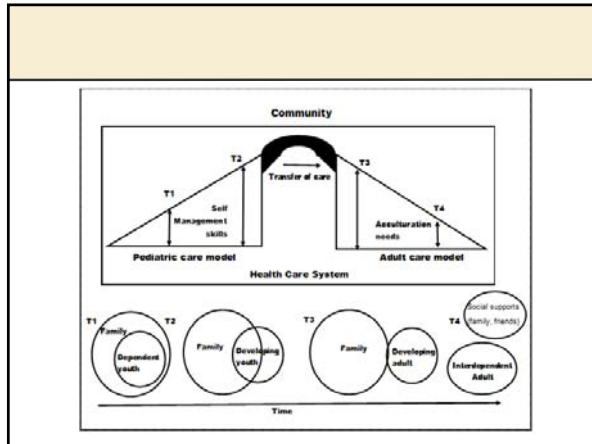 Community
T2
T3
Transfer of care
T1
T4
Self
Management
skills
Acculturation
needs
Pediatric care model
Adult care model
Health Care System
T1
Family
Dependent
youth
T2
Family
Developing
youth
T3
Family
Developing
adult
T4
Social supports
(family, friends)
Interdependent
Adult
Time